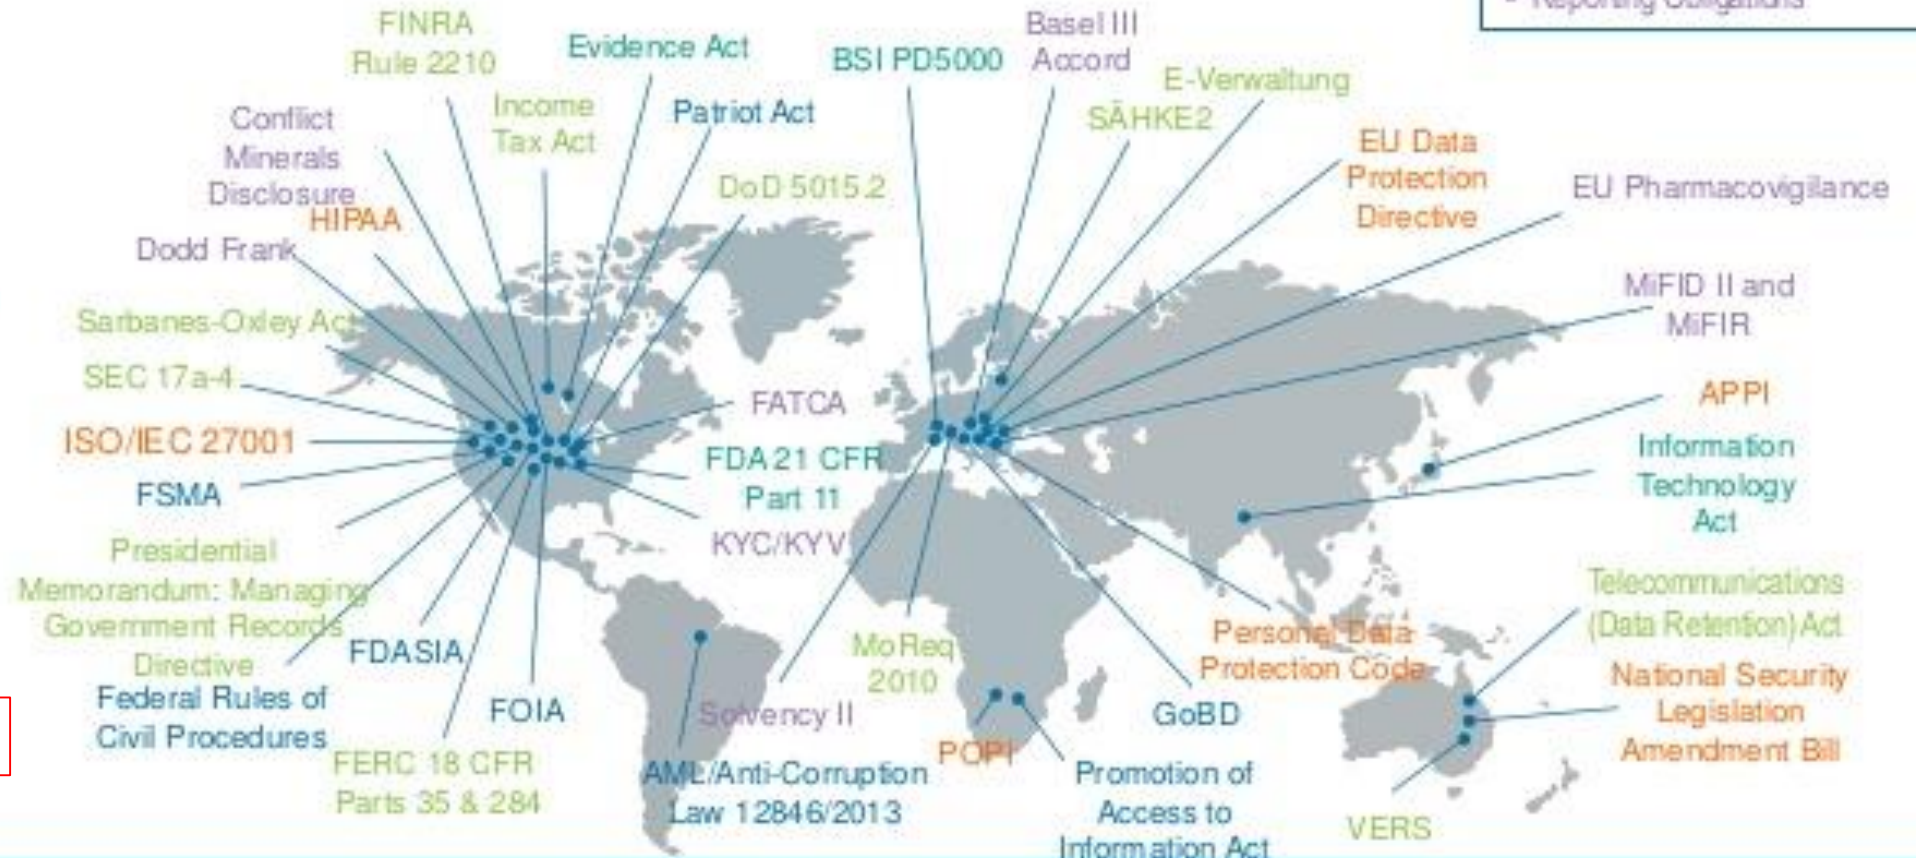 Reporting Obligations
FINRA
Rule 2210
Evidence Act
BSI PD5000
Basel III
Accord
E-Verwaltung
Income
Tax Act
Patriot Act
SÄHKE2
Conflict
Minerals
Disclosure
EU Data
Protection
Directive
DoD 5015.2
EU Pharmacovigilance
HIPAA
Dodd Frank
MiFID II and
MiFIR
Sarbanes-Oxley Act
SEC 17a-4
FATCA
APPI
ISO/IEC 27001
FDA 21 CFR
Part 11
Information
Technology
Act
FSMA
KYC/KYV
Presidential
Memorandum: Managing
Government Records
Directive
Telecommunications
(Data Retention) Act
FDASIA
MoReq
2010
Personal Data
Protection Code
Federal Rules of
Civil Procedures
FOIA
Solvency II
GoBD
National Security
Legislation
Amendment Bill
FERC 18 CFR
Parts 35 & 284
AML/Anti-Corruption
Law 12846/2013
POPI
Promotion of
Access to
Information Act
VERS